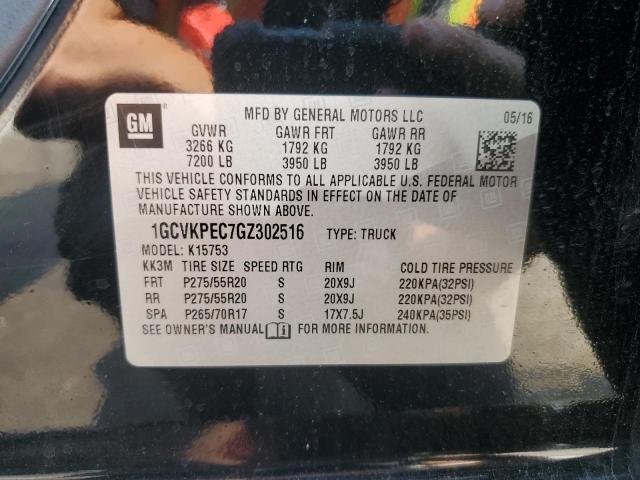 GM
®
MFD BY GENERAL MOTORS LLC 05/16
GVWR GAWR FRT GAWR RR
3266 KG 1792 KG 1792 KG
7200 LB 3950 LB 3950 LB
THIS VEHICLE CONFORMS TO ALL APPLICABLE U.S. FEDERAL MOTOR
VEHICLE SAFETY STANDARDS IN EFFECT ON THE DATE OF
MANUFACTURE SHOWN ABOVE.
1GCVKPEC7GZ302516 TYPE: TRUCK
MODEL: K15753
KK3M TIRE SIZE SPEED RTG RIM COLD TIRE PRESSURE
FRT P275/55R20 S 20X9J 220KPA(32PSI)
RR P275/55R20 S 20X9J 220KPA(32PSI)
SPA P265/70R17 S 17X7.5J 240KPA(35PSI)
SEE OWNER'S MANUAL FOR MORE INFORMATION.